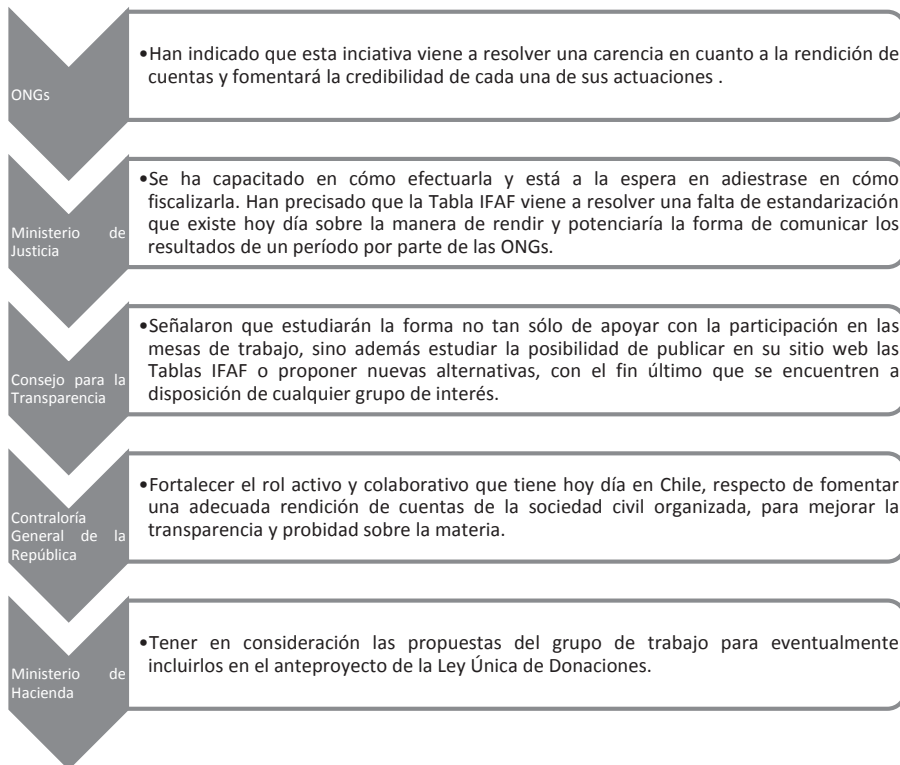 ONGs
•Han indicado que esta inciativa viene a resolver una carencia en cuanto a la rendición de
cuentas y fomentará la credibilidad de cada una de sus actuaciones .
Ministerio de
Justicia
•Se ha capacitado en cómo efectuarla y está a la espera en adiestrase en cómo
fiscalizarla. Han precisado que la Tabla IFAF viene a resolver una falta de estandarización
que existe hoy día sobre la manera de rendir y potenciaría la forma de comunicar los
resultados de un período por parte de las ONGs.
Consejo para la
Transparencia
•Señalaron que estudiarán la forma no tan sólo de apoyar con la participación en las
mesas de trabajo, sino además estudiar la posibilidad de publicar en su sitio web las
Tablas IFAF o proponer nuevas alternativas, con el fin último que se encuentren a
disposición de cualquier grupo de interés.
Contraloría
General de la
República
•Fortalecer el rol activo y colaborativo que tiene hoy día en Chile, respecto de fomentar
una adecuada rendición de cuentas de la sociedad civil organizada, para mejorar la
transparencia y probidad sobre la materia.
Ministerio de
Hacienda
•Tener en consideración las propuestas del grupo de trabajo para eventualmente
incluirlos en el anteproyecto de la Ley Única de Donaciones.